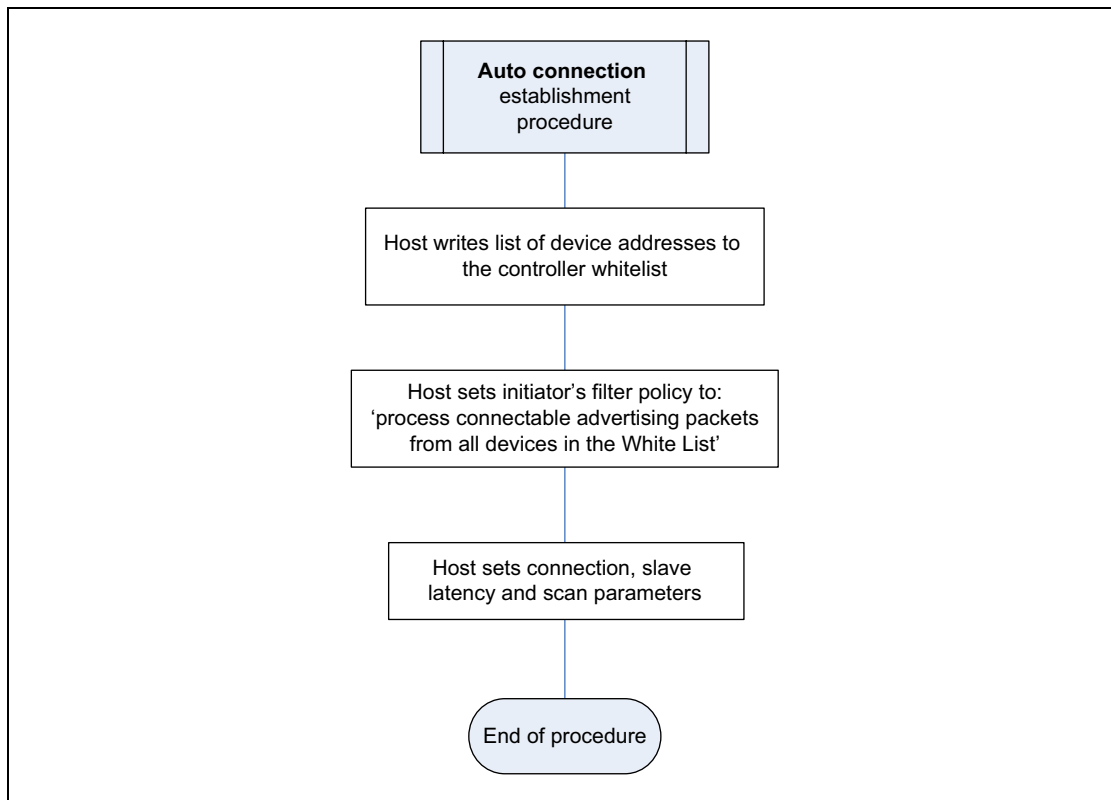 Auto connection
establishment
procedure
Host writes list of device addresses to
the controller whitelist
Host sets initiator’s filter policy to:
‘process connectable advertising packets
from all devices in the White List’
Host sets connection, slave
latency and scan parameters
End of procedure